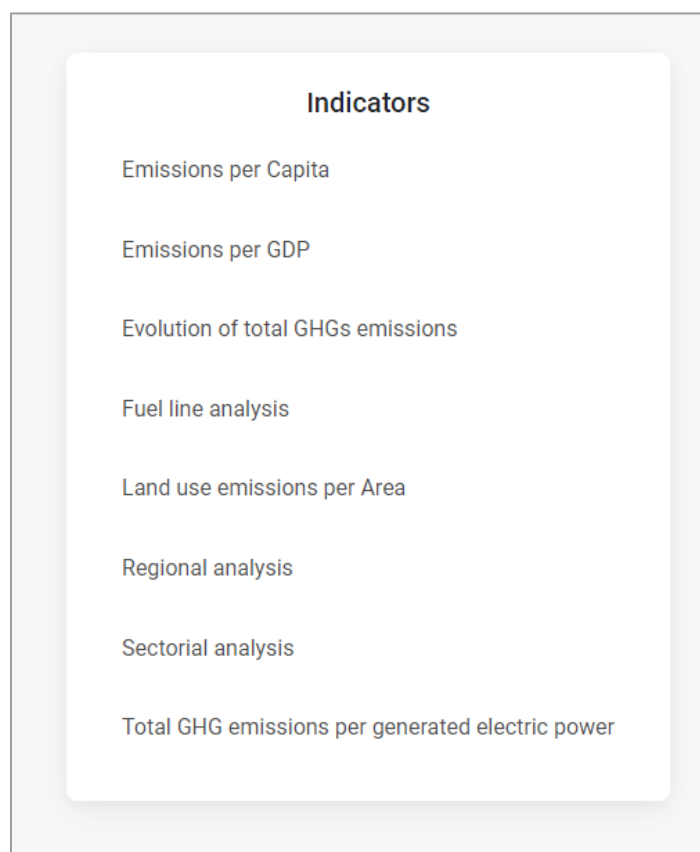 Indicators
Emissions per Capita
Emissions per GDP
Evolution of total GHGs emissions
Fuel line analysis
Land use emissions per Area
Regional analysis
Sectorial analysis
Total GHG emissions per generated electric power